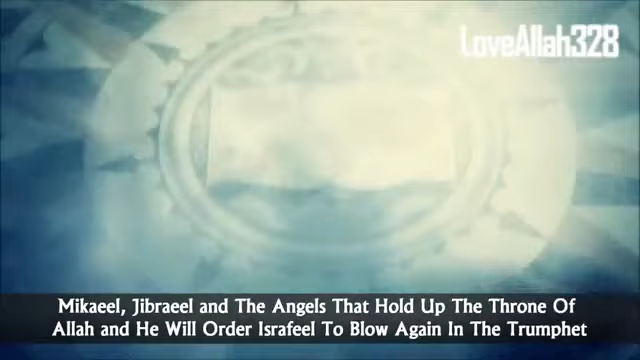 LoveAllah328
Mikaeel, Jibraeel and The Angels That Hold Up The Throne Of
Allah and He Will Order Israfeel To Blow Again In The Trumphet